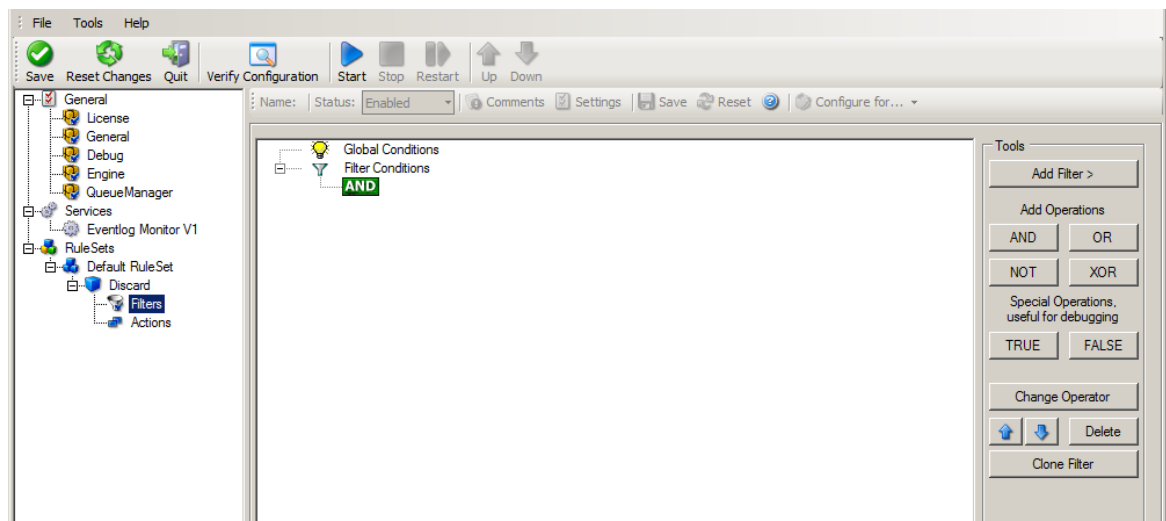 File Tools Help
Save Reset Changes Quit Verify Configuration Start Stop Restart Up Down
General
License
General
Debug
Engine
QueueManager
Services
Eventlog Monitor V1
RuleSets
Default RuleSet
Discard
Filters
Actions
Name: Status: Enabled Comments Settings Save Reset Configure for...
Global Conditions
Filter Conditions
AND
Tools
Add Filter >
Add Operations
AND OR
NOT XOR
Special Operations,
useful for debugging
TRUE FALSE
Change Operator
Delete
Clone Filter